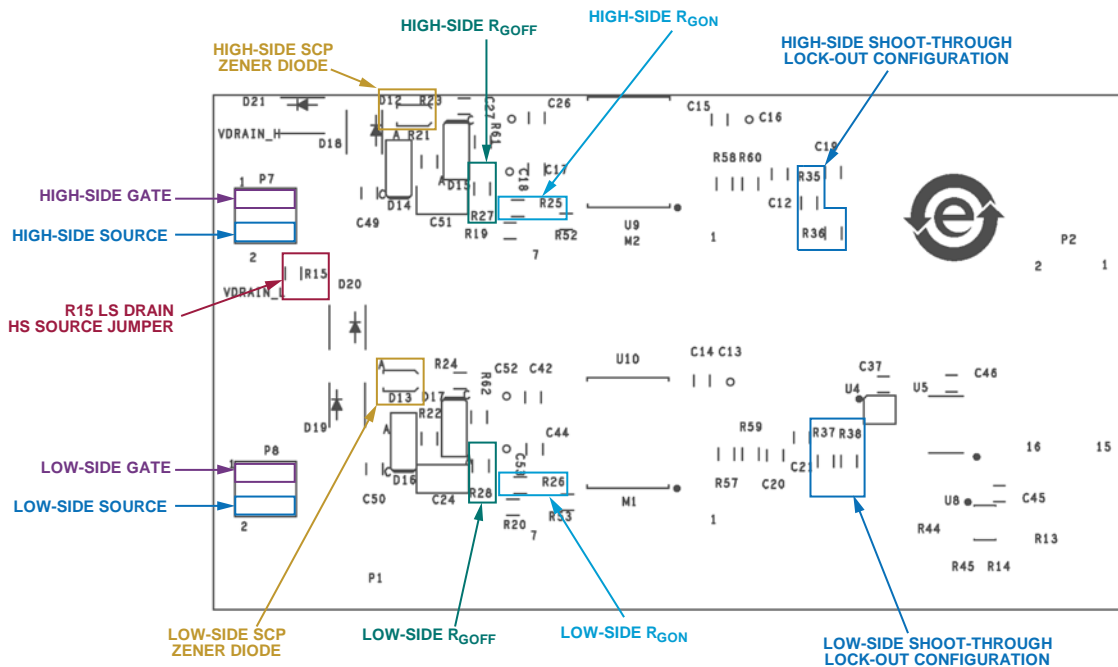 HIGH-SIDE RGOFF
HIGH-SIDE RGON
HIGH-SIDE SCP
ZENER DIODE
HIGH-SIDE SHOOT-THROUGH
LOCK-OUT CONFIGURATION
D21
D12
R23
C27
C26
C15
C16
VDRAIN_H
D18
A
R21
C
R61
C17
R58
R60
C19
R35
HIGH-SIDE GATE
1
P7
C
A
D15
C18
R25
C12
HIGH-SIDE SOURCE
C49
D14
C51
R27
R19
R52
U9
M2
1
R36
P2
2
7
2
1
R15
VDRAIN_L
D20
R15 LS DRAIN
HS SOURCE JUMPER
A
R24
C52
C42
U10
C14
C13
C37
C46
D13
D17
C
R62
U4
U5
D19
R22
A
C44
R59
R37
R38
LOW-SIDE GATE
1
P8
C
D16
C53
R26
C21
16
15
LOW-SIDE SOURCE
C50
C24
R28
R20
R53
M1
R57
C20
U8
C45
2
7
1
R44
R13
P1
R45
R14
LOW-SIDE SCP
ZENER DIODE
LOW-SIDE RGOFF
LOW-SIDE RGON
LOW-SIDE SHOOT-THROUGH
LOCK-OUT CONFIGURATION
e